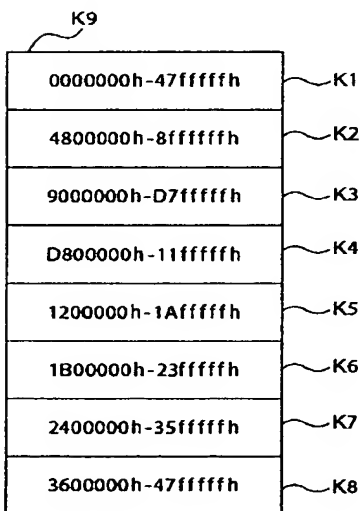 K9
0000000h-47fffffh K1
4800000h-8ffffffh K2
9000000h-D7fffffh K3
D800000h-11fffffh K4
1200000h-1Afffffh K5
1B00000h-23fffffh K6
2400000h-35fffffh K7
3600000h-47fffffh K8